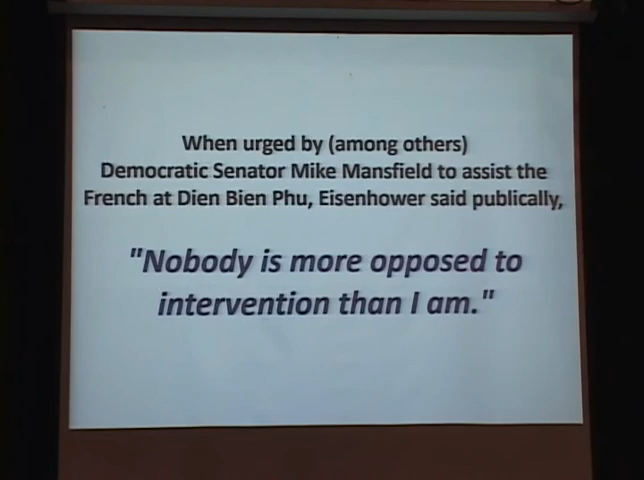 When urged by (among others)
Democratic Senator Mike Mansfield to assist the
French at Dien Bien Phu, Eisenhower said publically,
"Nobody is more opposed to
intervention than I am."